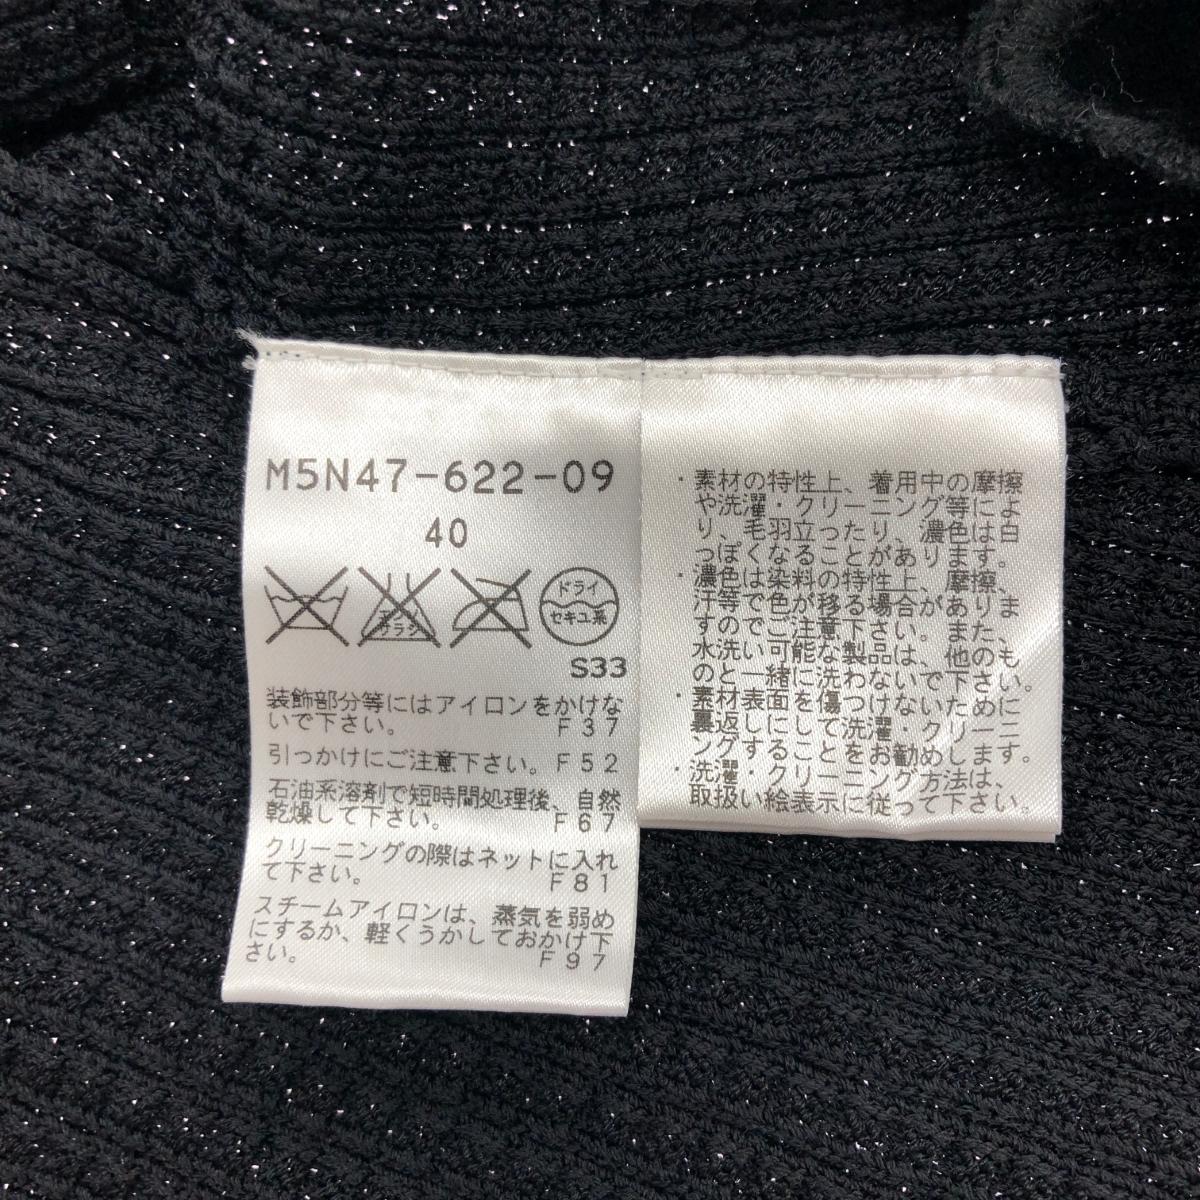 M5N47-622-09
40
エンソ
サラシ
ドライ
セキユ系
S33
装飾部分等にはアイロンをかけな
いで下さい。 F37
引っかけにご注意下さい。F52
石油系溶剤で短時間処理後、自然
乾燥して下さい。 F67
クリーニングの際はネットに入れ
て下さい。 F81
スチームアイロンは、蒸気を弱め
にするか、軽くうかしておかけ下
さい。 F97
・素材の特性上、着用中の摩擦
や洗濯・クリーニング等によ
り、毛羽立ったり、濃色は白
っぽくなることがあります。
・濃色は染料の特性上、摩擦、
汗等で色が移る場合がありま
すのでご注意下さい。また、
水洗い可能な製品は、他のも
のと一緒に洗わないで下さい。
・素材表面を傷つけないために
裏返しにして洗濯・クリーニ
ングすることをお勧めします。
・洗濯・クリーニング方法は、
取扱い絵表示に従って下さい。